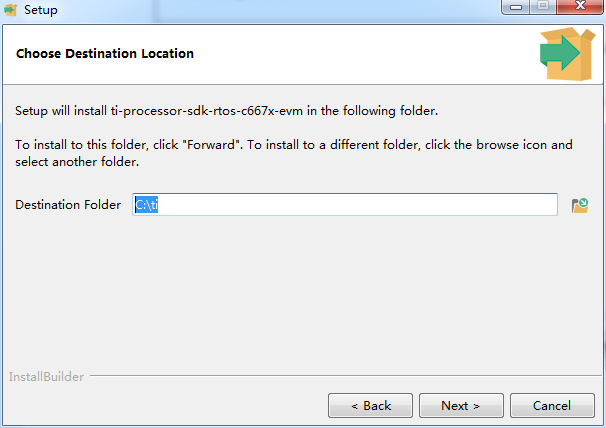 Setup
Choose Destination Location
Setup will install ti-processor-sdk-rtos-c667x-evm in the following folder.
To install to this folder, click "Forward". To install to a different folder, click the browse icon and
select another folder.
Destination Folder C:\ti
InstallBuilder
< Back Next > Cancel